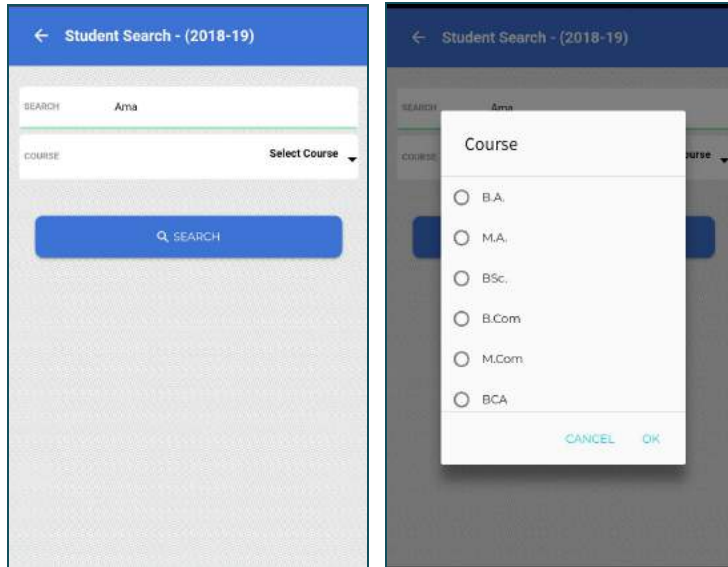 ← Student Search - (2018-19)
SEARCH Ama
COURSE Select Course
SEARCH
← Student Search - (2018-19)
SEARCH Ama
COURSE ourse
Course
B.A.
M.A.
BSc.
B.Com
M.Com
BCA
CANCEL OK